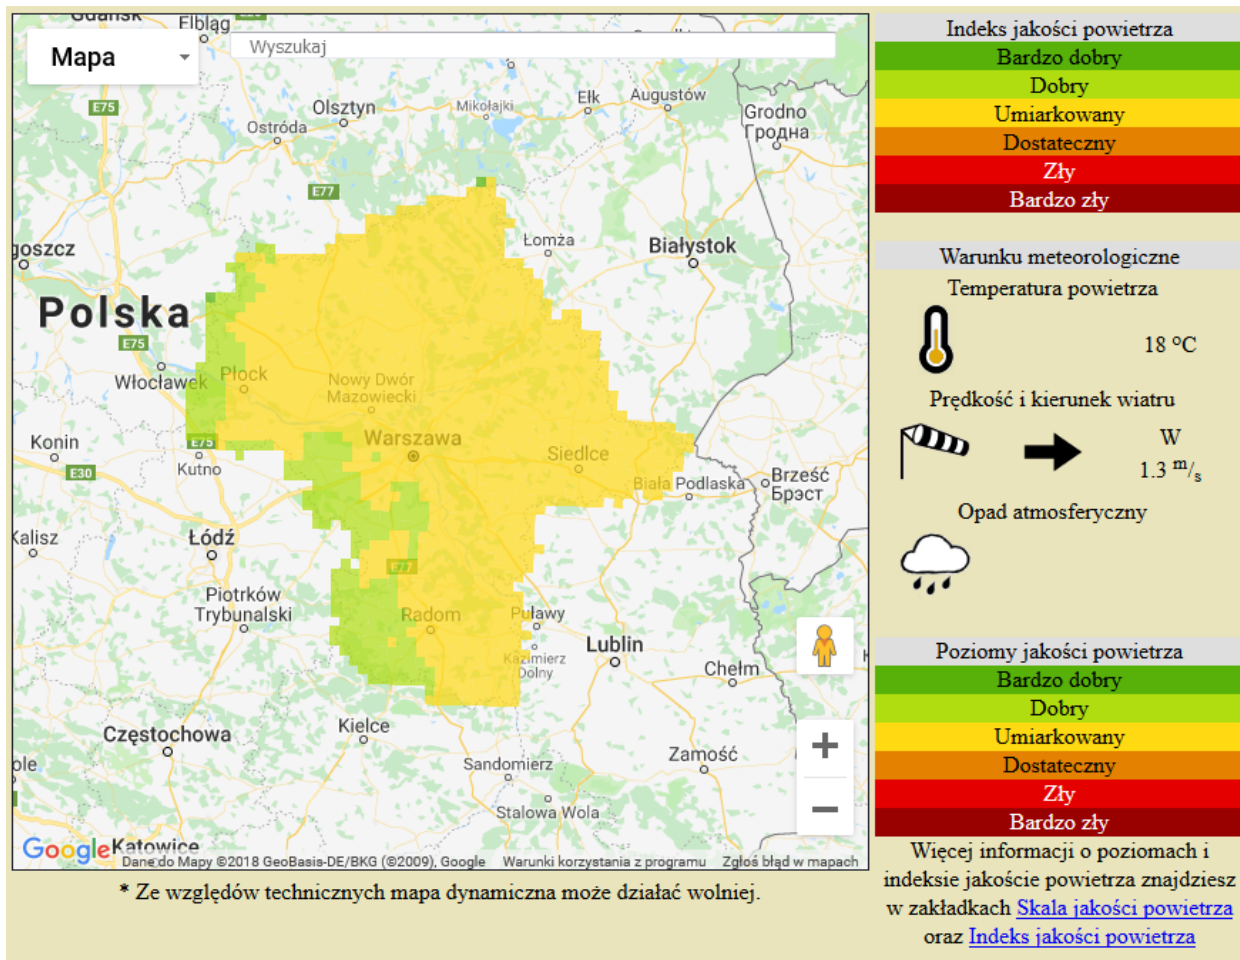 Gdańsk
Elbląg
Mapa
Wyszukaj
E75
Olsztyn
Mikołajki
Ełk
Augustów
Ostróda
Grodno
Гродна
E77
goszcz
Łomża
Białystok
Polska
E75
Włocławek
Płock
Nowy Dwór
Mazowiecki
Konin
E75
Warszawa
E30
Kutno
Siedlce
Biała Podlaska
Brześć
Брэст
Kalisz
Łódź
E77
Piotrków
Trybunalski
Radom
Puławy
Lublin
Kazimierz
Dolny
Chełm
Kielce
Częstochowa
ole
Sandomierz
Zamość
Stalowa Wola
Google
Katowice
Dane do Mapy ©2018 GeoBasis-DE/BKG (©2009), Google Warunki korzystania z programu Zgłoś błąd w mapach
* Ze względów technicznych mapa dynamiczna może działać wolniej.
Indeks jakości powietrza
Bardzo dobry
Dobry
Umiarkowany
Dostateczny
Zły
Bardzo zły
Warunku meteorologiczne
Temperatura powietrza
18 °C
Prędkość i kierunek wiatru
W
1.3 m/s
Opad atmosferyczny
Poziomy jakości powietrza
Bardzo dobry
Dobry
Umiarkowany
Dostateczny
Zły
Bardzo zły
Więcej informacji o poziomach i
indeksie jakoście powietrza znajdziesz
w zakładkach Skala jakości powietrza
oraz Indeks jakości powietrza